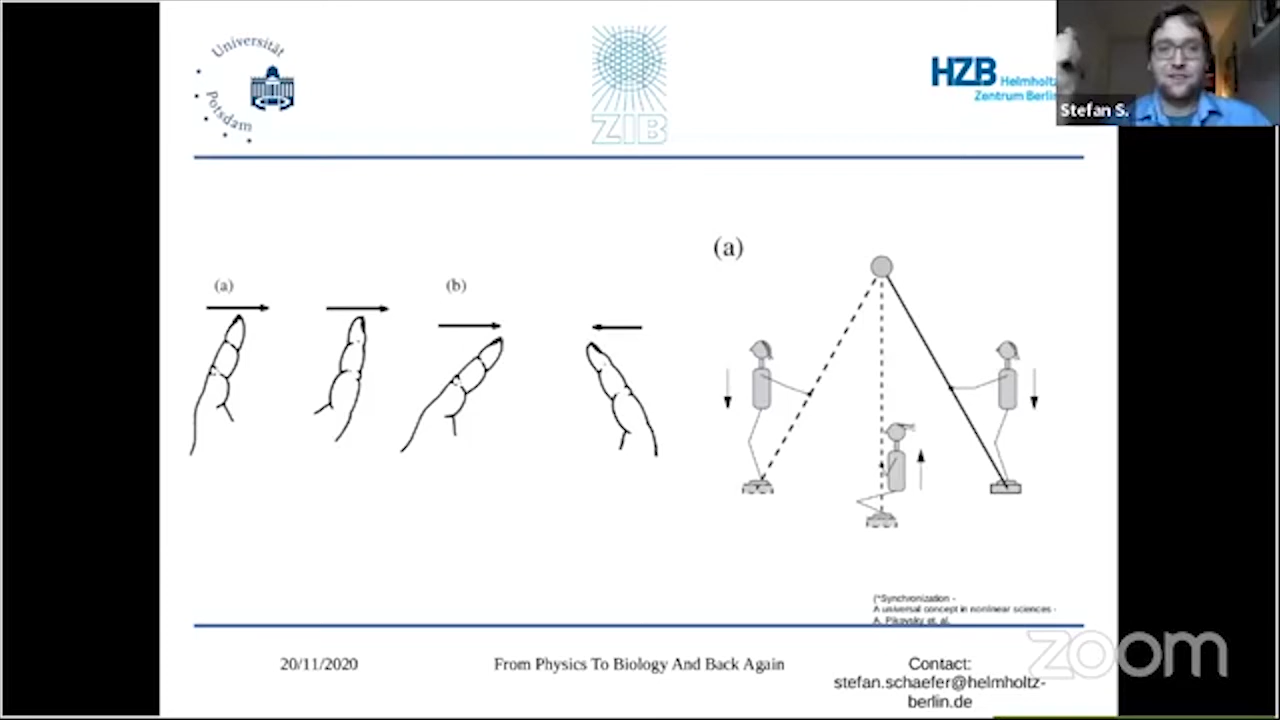 Universität
Potsdam
ZIB
HZB Helmholtz
Zentrum Berlin
Stefan S.
(a)
(b)
(a)
("Synchronization -
A universal concept in nonlinear sciences -
A. Pikovsky et. al.
20/11/2020
From Physics To Biology And Back Again
Contact:
stefan.schaefer@helmholtz-
berlin.de
zoom